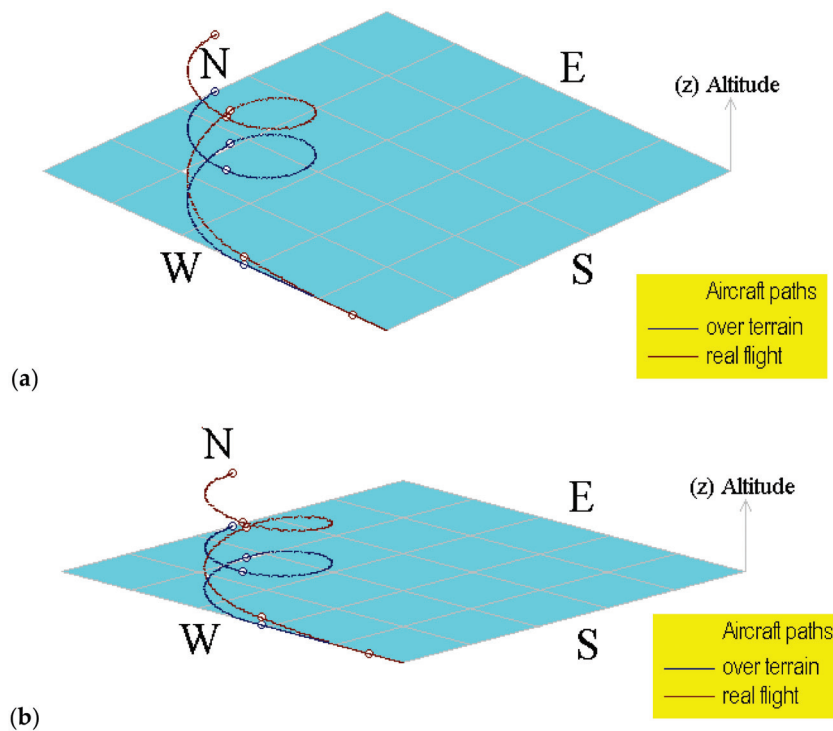 N
E
(z) Altitude
W
S
Aircraft paths
over terrain
real flight
(a)
N
E
(z) Altitude
W
S
Aircraft paths
over terrain
real flight
(b)